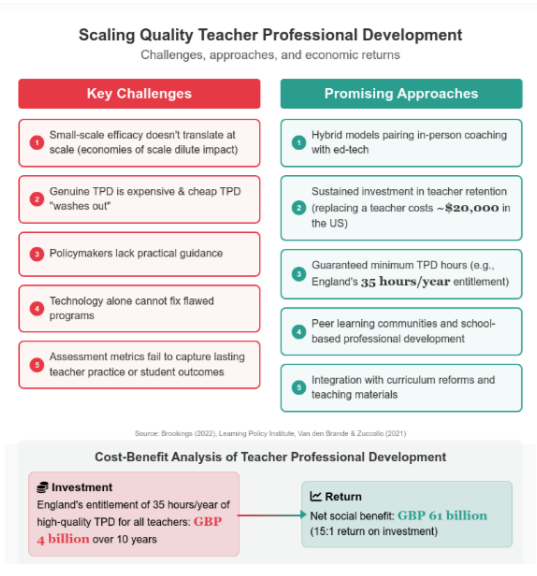 Scaling Quality Teacher Professional Development
Challenges, approaches, and economic returns
Key Challenges
1
Small-scale efficacy doesn't translate at
scale (economies of scale dilute impact)
2
Genuine TPD is expensive & cheap TPD
"washes out"
3
Policymakers lack practical guidance
4
Technology alone cannot fix flawed
programs
5
Assessment metrics fail to capture lasting
teacher practice or student outcomes
Promising Approaches
1
Hybrid models pairing in-person coaching
with ed-tech
2
Sustained investment in teacher retention
(replacing a teacher costs ~$20,000 in
the US)
3
Guaranteed minimum TPD hours (e.g.,
England's 35 hours/year entitlement)
4
Peer learning communities and school-
based professional development
5
Integration with curriculum reforms and
teaching materials
Source: Brookings (2022), Learning Policy Institute, Van den Brande & Zuccollo (2021)
Cost-Benefit Analysis of Teacher Professional Development
Investment
England's entitlement of 35 hours/year of
high-quality TPD for all teachers: GBP
4 billion over 10 years
Return
Net social benefit: GBP 61 billion
(15:1 return on investment)